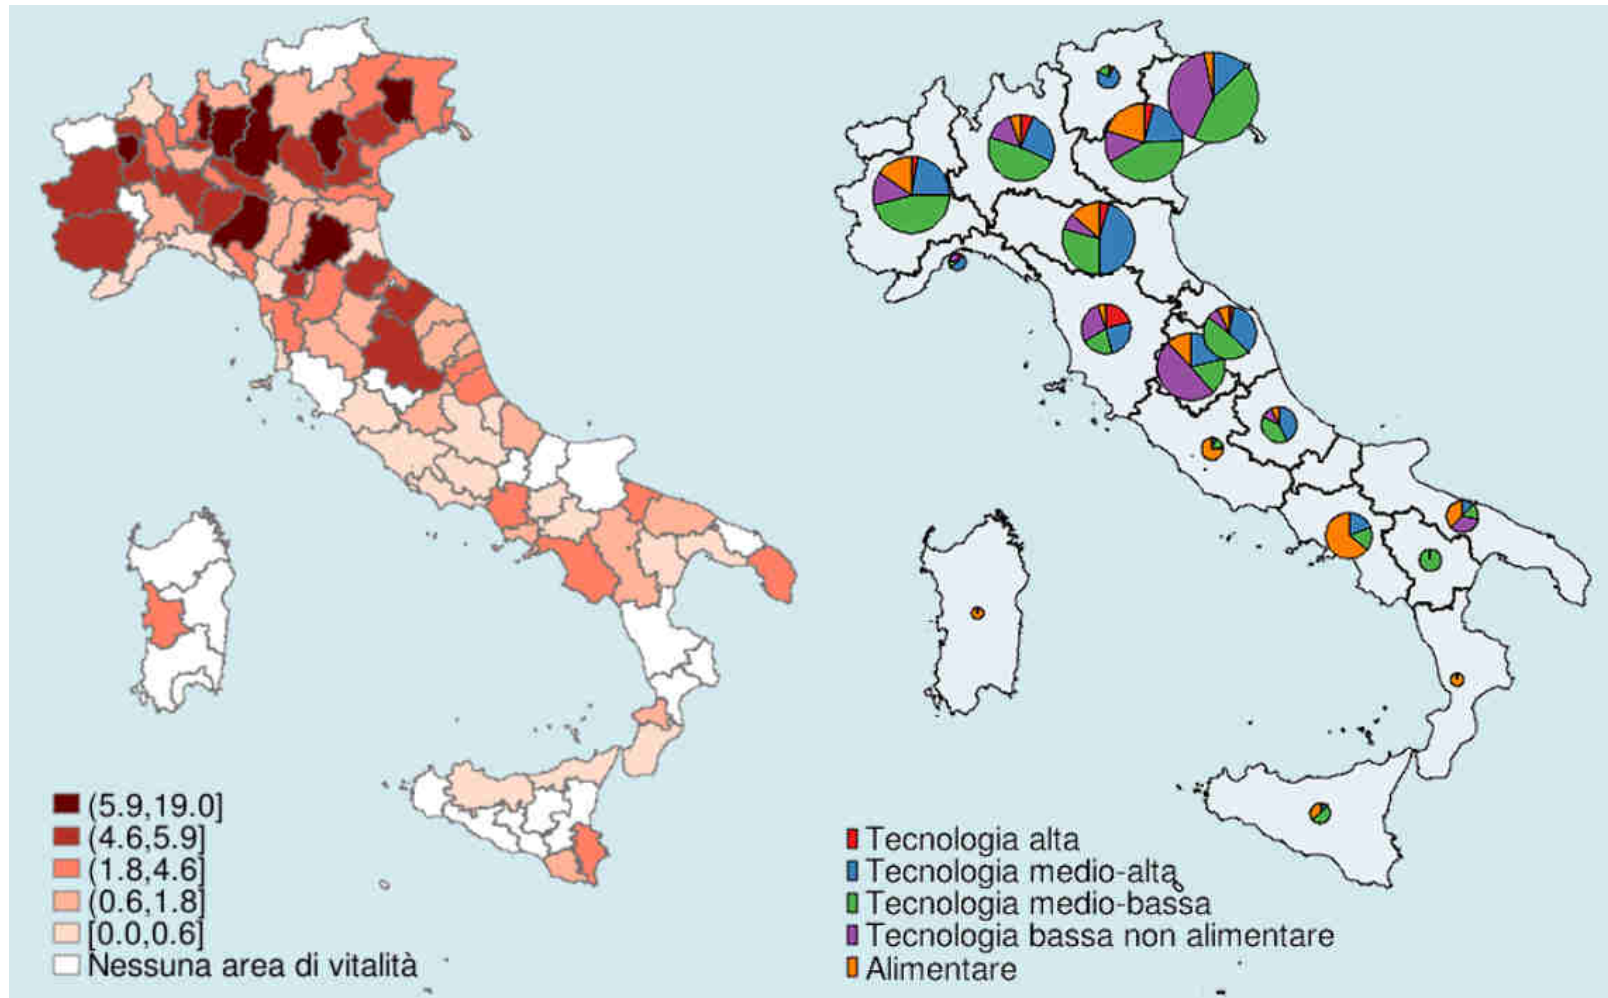 (5.9,19.0]
(4.6,5.9]
(1.8,4.6]
(0.6,1.8]
[0.0,0.6]
Nessuna area di vitalità
Tecnologia alta
Tecnologia medio-alta
Tecnologia medio-bassa
Tecnologia bassa non alimentare
Alimentare